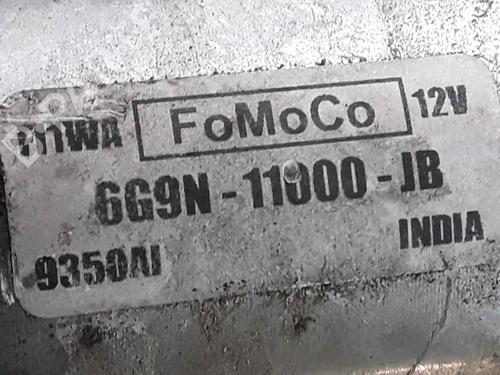 FoMoCo 12V
6G9N-11000-JB
9350AI INDIA